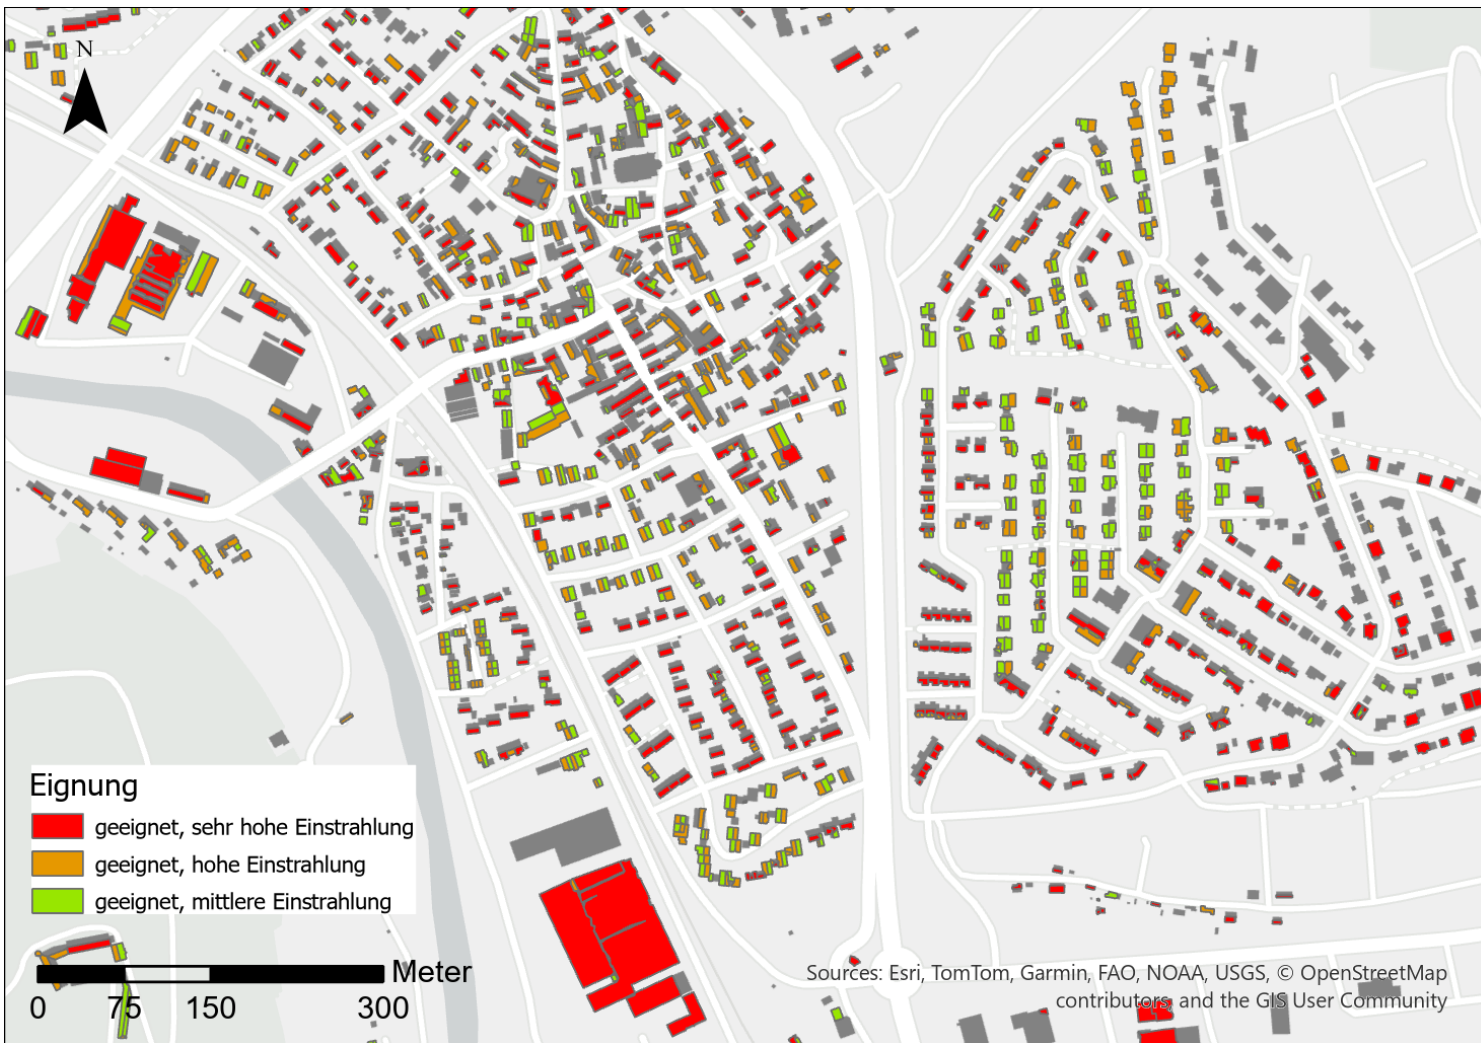 N
Eignung
geeignet, sehr hohe Einstrahlung
geeignet, hohe Einstrahlung
geeignet, mittlere Einstrahlung
Meter
0 75 150 300
Sources: Esri, TomTom, Garmin, FAO, NOAA, USGS, © OpenStreetMap
contributors, and the GIS User Community